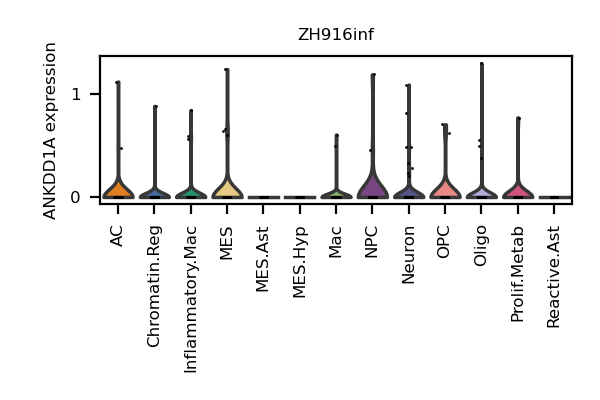 ZH916inf
ANKDD1A expression
1
0
AC
Chromatin.Reg
Inflammatory.Mac
MES
MES.Ast
MES.Hyp
Mac
NPC
Neuron
OPC
Oligo
Prolif.Metab
Reactive.Ast